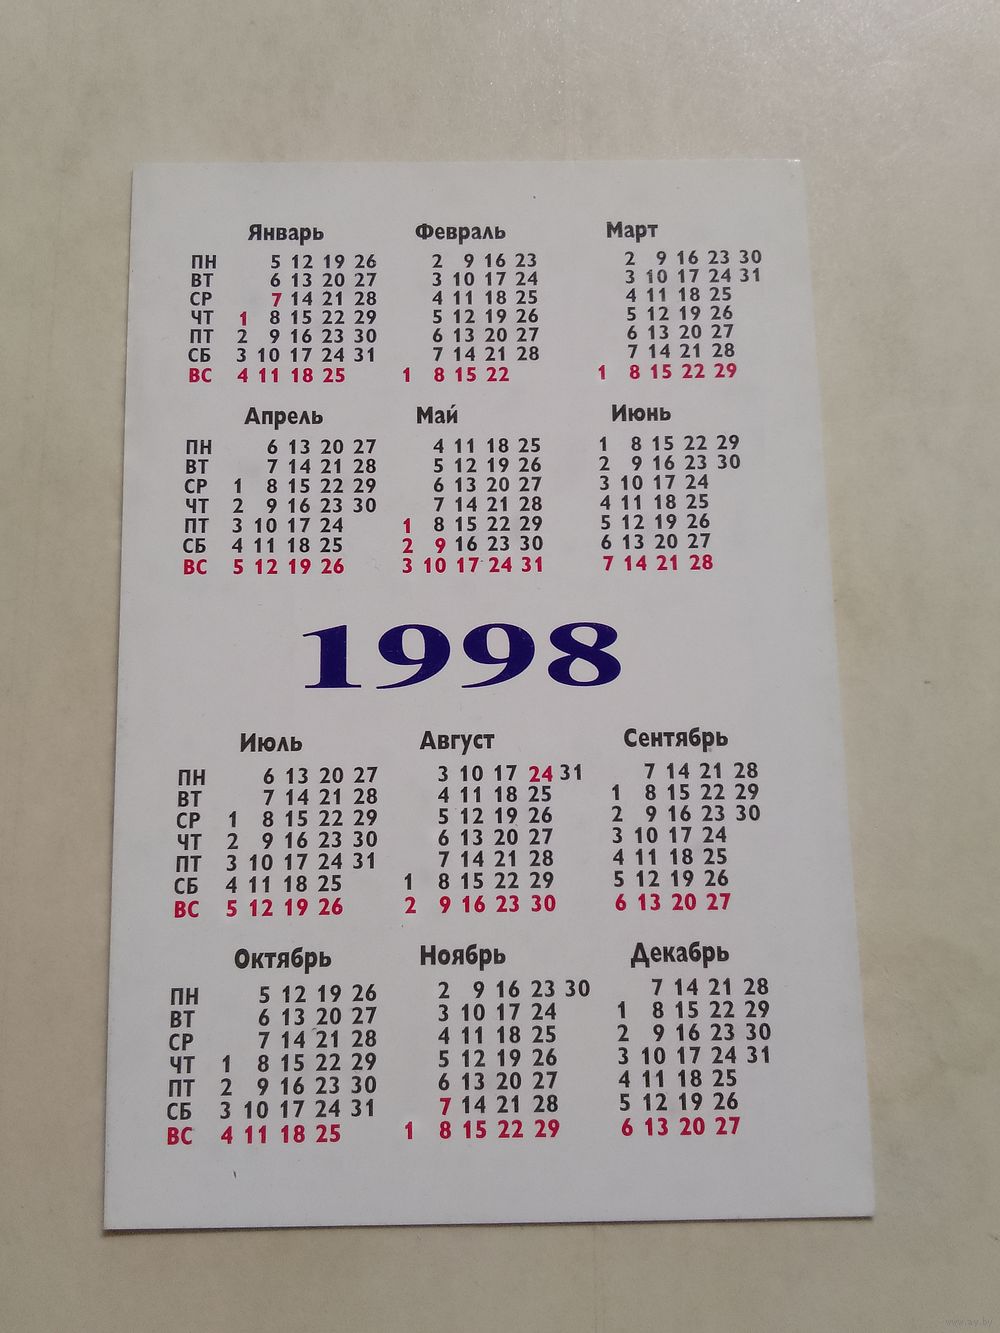 Январь Февраль Март
ПН 5 12 19 26 2 9 16 23 2 9 16 23 30
ВТ 6 13 20 27 3 10 17 24 3 10 17 24 31
СР 7 14 21 28 4 11 18 25 4 11 18 25
ЧТ 1 8 15 22 29 5 12 19 26 5 12 19 26
ПТ 2 9 16 23 30 6 13 20 27 6 13 20 27
СБ 3 10 17 24 31 7 14 21 28 7 14 21 28
ВС 4 11 18 25 1 8 15 22 1 8 15 22 29
Апрель Май Июнь
ПН 6 13 20 27 4 11 18 25 1 8 15 22 29
ВТ 7 14 21 28 5 12 19 26 2 9 16 23 30
СР 1 8 15 22 29 6 13 20 27 3 10 17 24
ЧТ 2 9 16 23 30 7 14 21 28 4 11 18 25
ПТ 3 10 17 24 1 8 15 22 29 5 12 19 26
СБ 4 11 18 25 2 9 16 23 30 6 13 20 27
ВС 5 12 19 26 3 10 17 24 31 7 14 21 28
1998
Июль Август Сентябрь
ПН 6 13 20 27 3 10 17 24 31 7 14 21 28
ВТ 7 14 21 28 4 11 18 25 1 8 15 22 29
СР 1 8 15 22 29 5 12 19 26 2 9 16 23 30
ЧТ 2 9 16 23 30 6 13 20 27 3 10 17 24
ПТ 3 10 17 24 31 7 14 21 28 4 11 18 25
СБ 4 11 18 25 1 8 15 22 29 5 12 19 26
ВС 5 12 19 26 2 9 16 23 30 6 13 20 27
Октябрь Ноябрь Декабрь
ПН 5 12 19 26 2 9 16 23 30 7 14 21 28
ВТ 6 13 20 27 3 10 17 24 1 8 15 22 29
СР 7 14 21 28 4 11 18 25 2 9 16 23 30
ЧТ 1 8 15 22 29 5 12 19 26 3 10 17 24 31
ПТ 2 9 16 23 30 6 13 20 27 4 11 18 25
СБ 3 10 17 24 31 7 14 21 28 5 12 19 26
ВС 4 11 18 25 1 8 15 22 29 6 13 20 27
www.ay.by